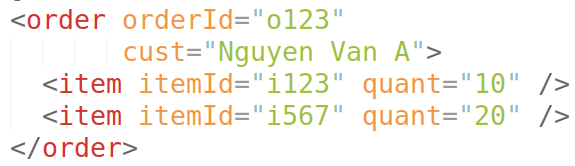 <order orderId="o123"
cust="Nguyen Van A">
<item itemId="i123" quant="10" />
<item itemId="i567" quant="20" />
</order>